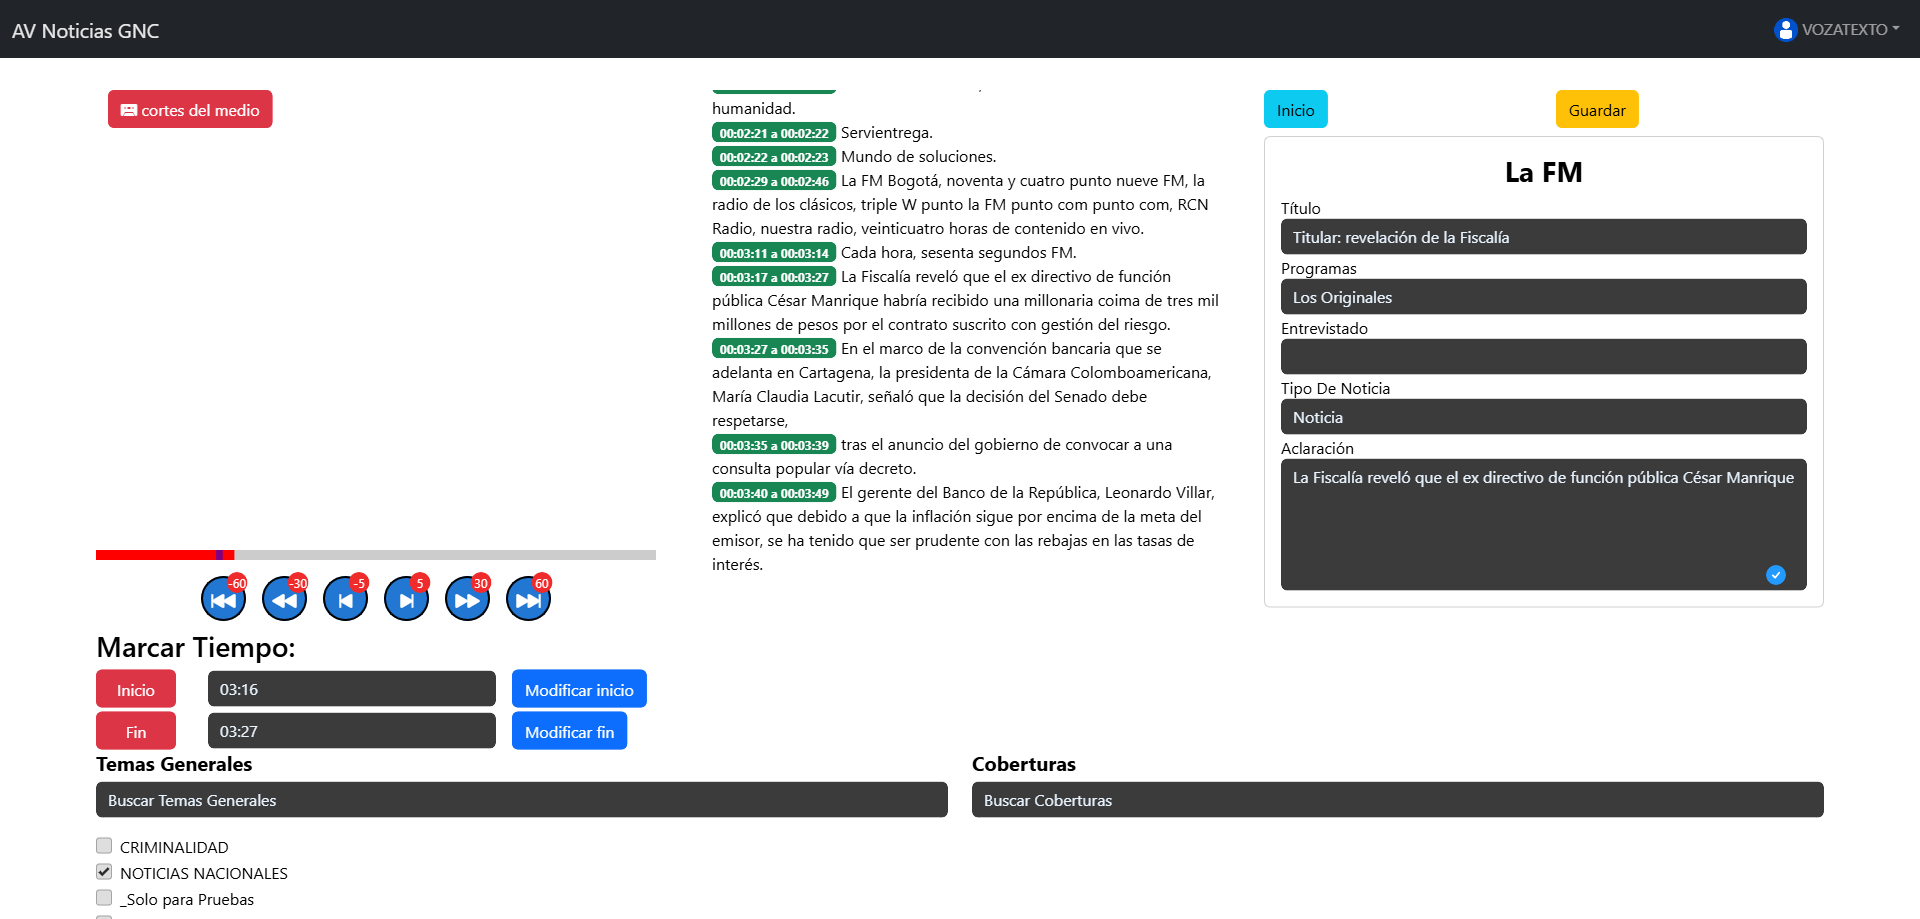 AV Noticias GNC
VOZATEXTO
cortes del medio
humanidad.
00:02:21 a 00:02:22 Servientrega.
00:02:22 a 00:02:23 Mundo de soluciones.
00:02:29 a 00:02:46 La FM Bogotá, noventa y cuatro punto nueve FM, la
radio de los clásicos, triple W punto la FM punto com punto com, RCN
Radio, nuestra radio, veinticuatro horas de contenido en vivo.
00:03:11 a 00:03:14 Cada hora, sesenta segundos FM.
00:03:17 a 00:03:27 La Fiscalía reveló que el ex directivo de función
pública César Manrique habría recibido una millonaria coima de tres mil
millones de pesos por el contrato suscrito con gestión del riesgo.
00:03:27 a 00:03:35 En el marco de la convención bancaria que se
adelanta en Cartagena, la presidenta de la Cámara Colomboamericana,
María Claudia Lacutir, señaló que la decisión del Senado debe
respetarse,
00:03:35 a 00:03:39 tras el anuncio del gobierno de convocar a una
consulta popular vía decreto.
00:03:40 a 00:03:49 El gerente del Banco de la República, Leonardo Villar,
explicó que debido a que la inflación sigue por encima de la meta del
emisor, se ha tenido que ser prudente con las rebajas en las tasas de
interés.
Inicio
Guardar
La FM
Título
Titular: revelación de la Fiscalía
Programas
Los Originales
Entrevistado
Tipo De Noticia
Noticia
Aclaración
La Fiscalía reveló que el ex directivo de función pública César Manrique
-60
-30
-5
5
30
60
Marcar Tiempo:
Inicio
03:16
Modificar inicio
Fin
03:27
Modificar fin
Temas Generales
Buscar Temas Generales
CRIMINALIDAD
NOTICIAS NACIONALES
_Solo para Pruebas
Coberturas
Buscar Coberturas